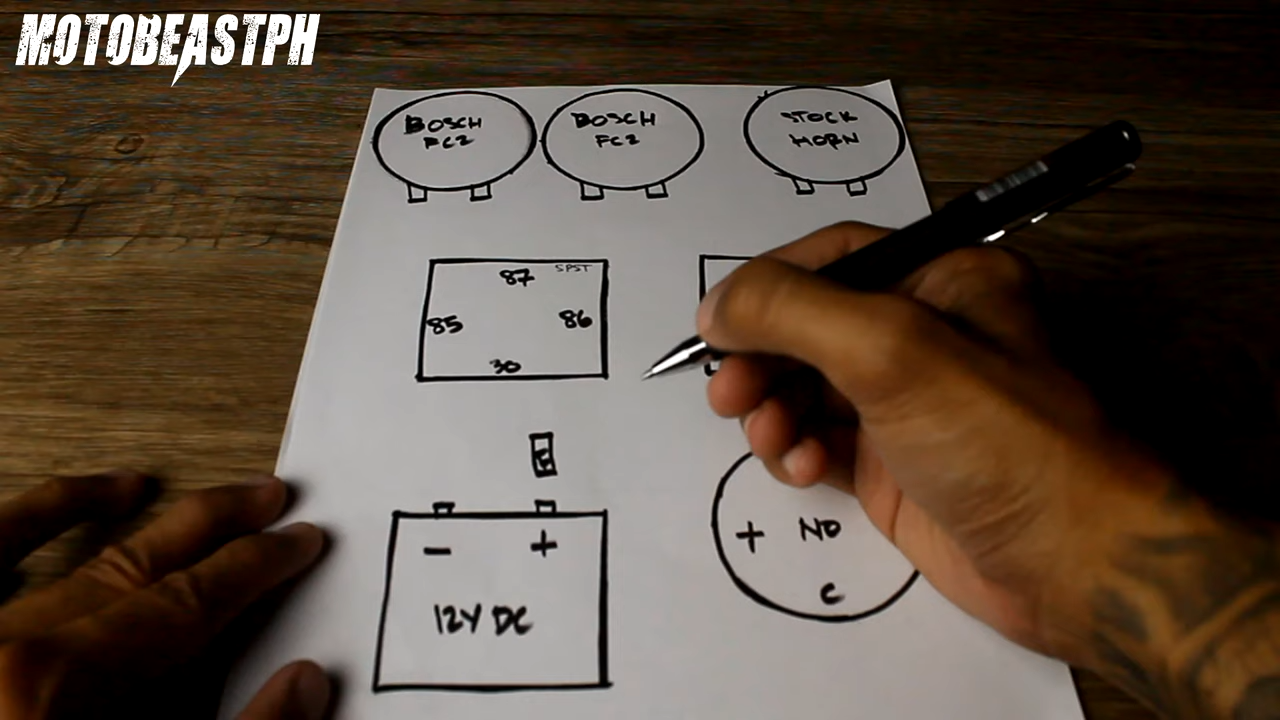 MOTOBEASTPH
BOSCH
FC2
BOSCH
FC2
STOCK
HORN
SPST
87
85
86
30
F
- +
12V DC
+ NO
C